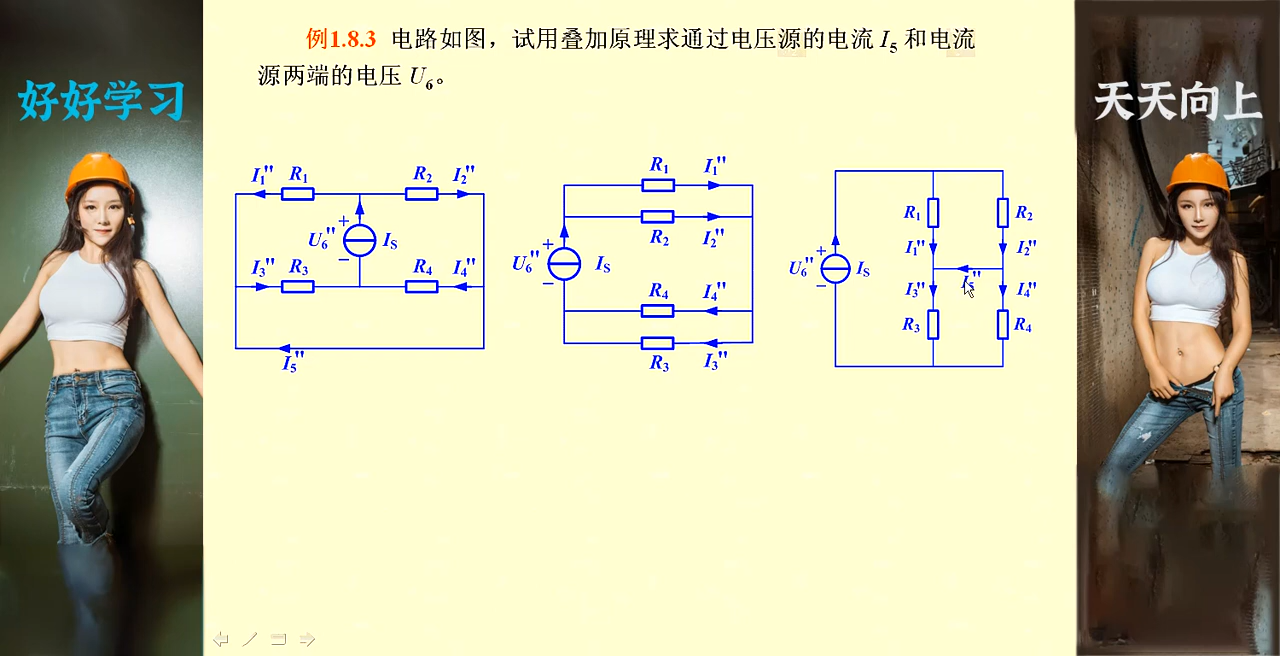 例1.8.3 电路如图，试用叠加原理求通过电压源的电流 I5 和电流
源两端的电压 U6。
好好学习
天天向上
I1" R1 R2 I2"
+
U6" IS
−
I3" R3 R4 I4"
I5"
R1 I1"
R2 I2"
+
U6" IS
−
R4 I4"
R3 I3"
R1 R2
I1" I2"
+
U6" IS
−
I5"
I3" I4"
R3 R4